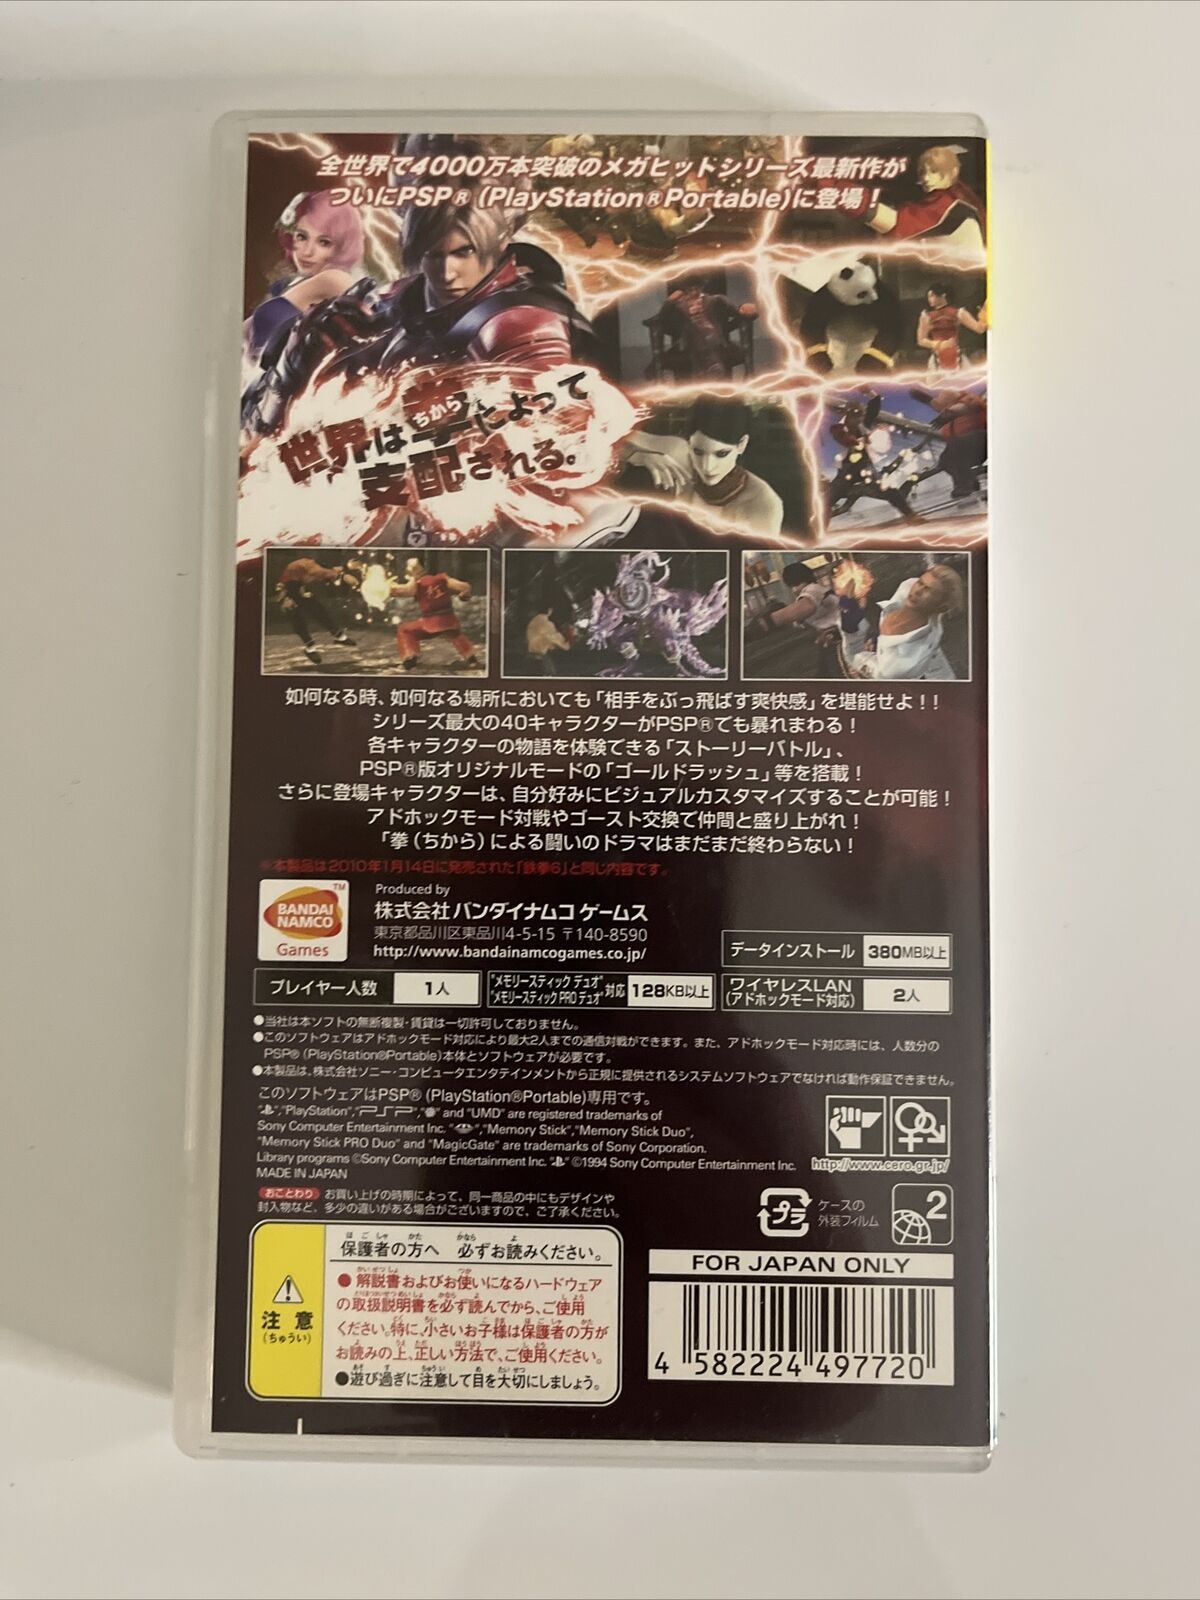 全世界で4000万本突破のメガヒットシリーズ最新作が
ついにPSP®(PlayStation®Portable)に登場！
世界は拳によって
ちから
支配される。
如何なる時、如何なる場所においても「相手をぶっ飛ばす爽快感」を堪能せよ！！
シリーズ最大の40キャラクターがPSP®でも暴れまわる！
各キャラクターの物語を体験できる「ストーリーバトル」、
PSP®版オリジナルモードの「ゴールドラッシュ」等を搭載！
さらに登場キャラクターは、自分好みにビジュアルカスタマイズすることが可能！
アドホックモード対戦やゴースト交換で仲間と盛り上がれ！
「拳(ちから)による闘いのドラマはまだまだ終わらない！
※本製品は2010年1月14日に発売された「鉄拳6」と同じ内容です。
BANDAI
NAMCO
Games
TM
Produced by
株式会社 バンダイナムコ ゲームス
東京都品川区東品川4-5-15 〒140-8590
http://www.bandainamcogames.co.jp/
データインストール 380MB以上
プレイヤー人数 1人
"メモリースティック デュオ"
"メモリースティック PRO デュオ" 対応 128KB以上
ワイヤレスLAN
(アドホックモード対応) 2人
●当社は本ソフトの無断複製・賃貸は一切許可しておりません。
●このソフトウェアはアドホックモード対応により最大2人までの通信対戦ができます。また、アドホックモード対応時には、人数分の
PSP®(PlayStation®Portable)本体とソフトウェアが必要です。
●本製品は、株式会社ソニー・コンピュータエンタテインメントから正規に提供されるシステムソフトウェアでなければ動作保証できません。
このソフトウェアはPSP®(PlayStation®Portable)専用です。
" ", "PlayStation", "PSP", " " and "UMD" are registered trademarks of
Sony Computer Entertainment Inc. " ", "Memory Stick", "Memory Stick Duo",
"Memory Stick PRO Duo" and "MagicGate" are trademarks of Sony Corporation.
Library programs ©Sony Computer Entertainment Inc. " " ©1994 Sony Computer Entertainment Inc.
MADE IN JAPAN
http://www.cero.gr.jp/
おことわり お買い上げの時期によって、同一商品の中にもデザインや
封入物など、多少の違いがある場合がございますので、ご了承ください。
プラ
ケースの
外装フィルム
2
注意
(ちゅうい)
保護者の方へ 必ずお読みください。
●解説書およびお使いになるハードウェア
の取扱説明書を必ず読んでから、ご使用
ください。特に、小さいお子様は保護者の方が
お読みの上、正しい方法で、ご使用ください。
●遊び過ぎに注意して目を大切にしましょう。
FOR JAPAN ONLY
4 582224 497720